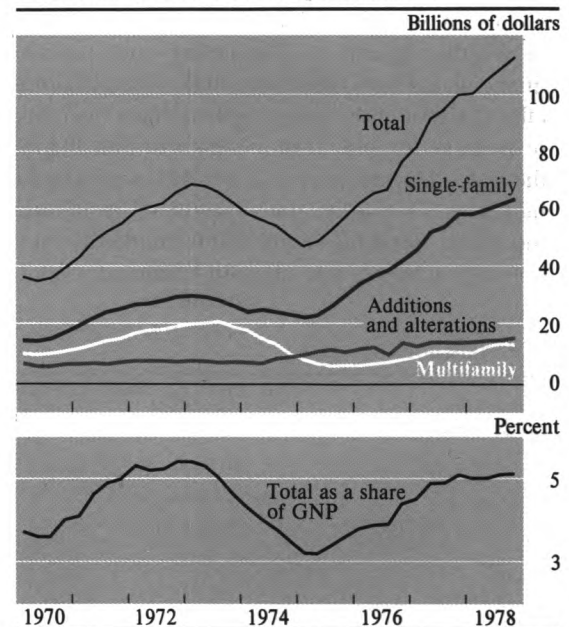 Billions of dollars
100
Total
80
Single-family
60
40
Additions
and alterations
20
Multifamily
0
Percent
5
Total as a share
of GNP
3
1970 1972 1974 1976 1978